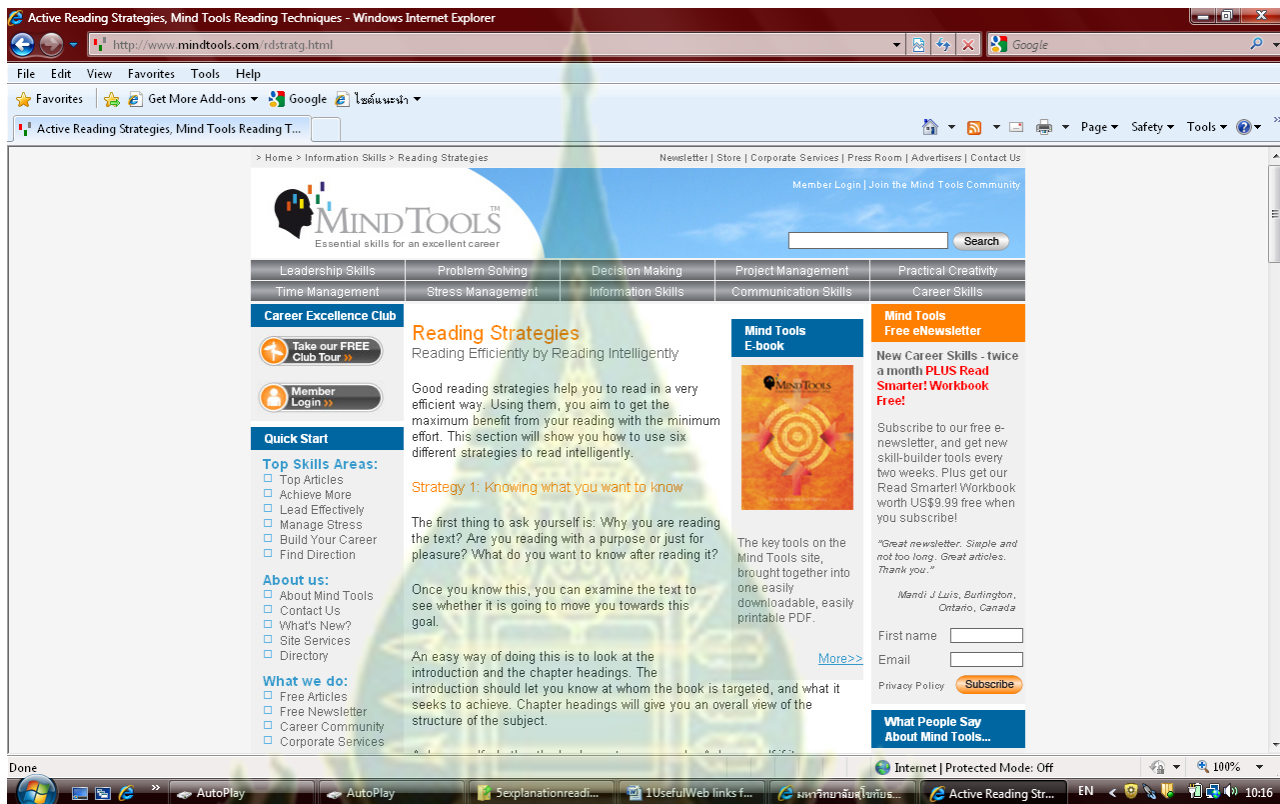 Active Reading Strategies, Mind Tools Reading Techniques - Windows Internet Explorer
http://www.mindtools.com/rdstratg.html
Google
File Edit View Favorites Tools Help
Favorites Get More Add-ons Google ไซต์แนะนำ
Active Reading Strategies, Mind Tools Reading T...
Page Safety Tools
> Home > Information Skills > Reading Strategies
Newsletter | Store | Corporate Services | Press Room | Advertisers | Contact Us
Member Login | Join the Mind Tools Community
MIND TOOLS™
Essential skills for an excellent career
Search
Leadership Skills Problem Solving Decision Making Project Management Practical Creativity
Time Management Stress Management Information Skills Communication Skills Career Skills
Career Excellence Club
Take our FREE
Club Tour »
Member
Login »
Quick Start
Top Skills Areas:
Top Articles
Achieve More
Lead Effectively
Manage Stress
Build Your Career
Find Direction
About us:
About Mind Tools
Contact Us
What's New?
Site Services
Directory
What we do:
Free Articles
Free Newsletter
Career Community
Corporate Services
Reading Strategies
Reading Efficiently by Reading Intelligently
Good reading strategies help you to read in a very
efficient way. Using them, you aim to get the
maximum benefit from your reading with the minimum
effort. This section will show you how to use six
different strategies to read intelligently.
Strategy 1: Knowing what you want to know
The first thing to ask yourself is: Why you are reading
the text? Are you reading with a purpose or just for
pleasure? What do you want to know after reading it?
Once you know this, you can examine the text to
see whether it is going to move you towards this
goal.
An easy way of doing this is to look at the
introduction and the chapter headings. The
introduction should let you know at whom the book is targeted, and what it
seeks to achieve. Chapter headings will give you an overall view of the
structure of the subject.
Mind Tools
E-book
MIND TOOLS
The key tools on the
Mind Tools site,
brought together into
one easily
downloadable, easily
printable PDF.
More>>
Mind Tools
Free eNewsletter
New Career Skills - twice
a month PLUS Read
Smarter! Workbook
Free!
Subscribe to our free e-
newsletter, and get new
skill-builder tools every
two weeks. Plus get our
Read Smarter! Workbook
worth US$9.99 free when
you subscribe!
"Great newsletter. Simple and
not too long. Great articles.
Thank you."
Mandi J Luis, Burlington,
Ontario, Canada
First name
Email
Privacy Policy Subscribe
What People Say
About Mind Tools...
Done
Internet | Protected Mode: Off
100%
AutoPlay
AutoPlay
5explanationreadi...
1UsefulWeb links f...
มหาวิทยาลัยสุโขทัยธ...
Active Reading Str...
EN
10:16